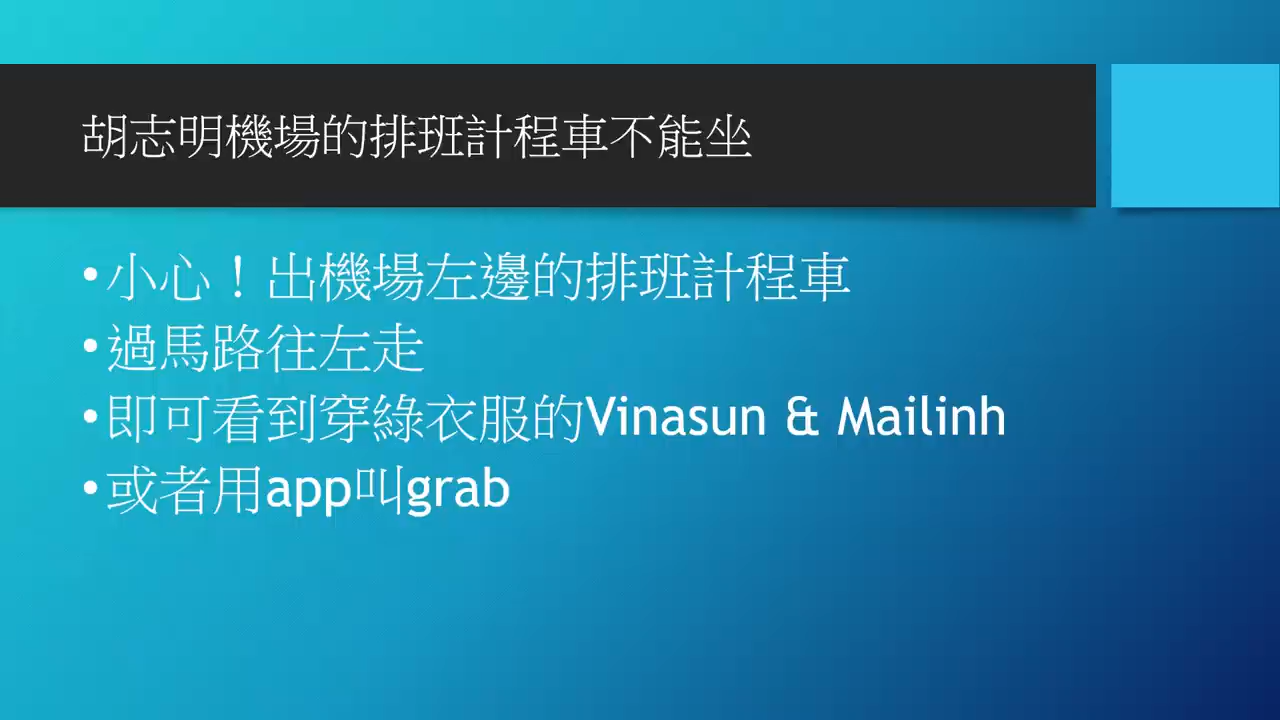 胡志明機場的排班計程車不能坐
•小心！出機場左邊的排班計程車
•過馬路往左走
•即可看到穿綠衣服的Vinasun & Mailinh
•或者用app叫grab